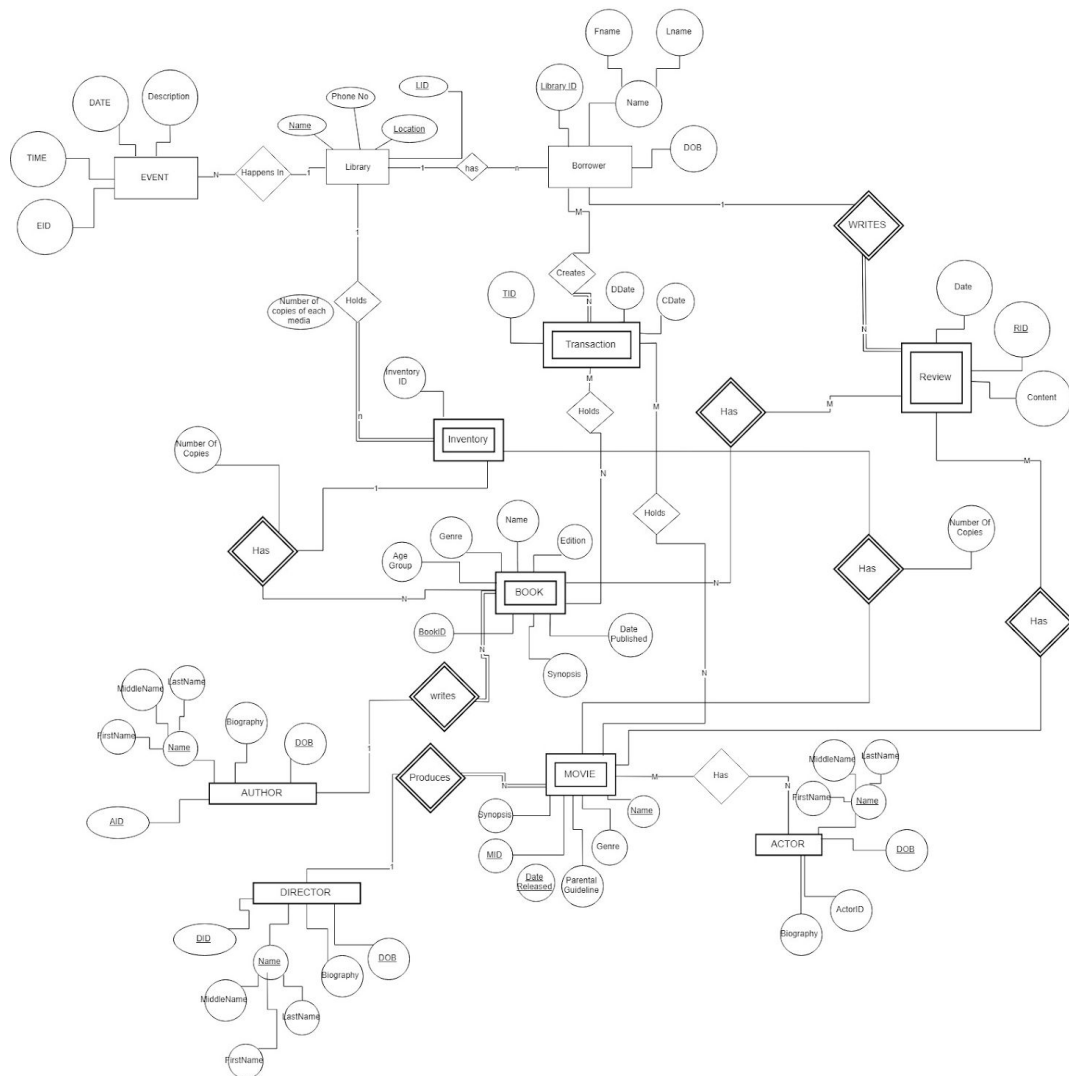 Fname
Lname
Library ID
Name
DOB
DATE
Description
TIME
EID
EVENT
N
Happens In
1
Phone No
LID
Name
Location
Library
1
has
n
Borrower
1
WRITES
N
M
Creates
N
1
Holds
n
Number of
copies of each
media
TID
DDate
CDate
Transaction
M
Holds
N
M
Holds
N
Date
RID
Content
Review
M
Has
N
M
Has
Inventory
ID
Inventory
Number Of
Copies
1
Has
N
Number Of
Copies
Has
Name
Genre
Edition
Age
Group
BOOK
BookID
Date
Published
Synopsis
N
writes
1
MiddleName
LastName
FirstName
Name
Biography
DOB
AUTHOR
AID
Produces
N
1
MOVIE
Synopsis
Name
MID
Genre
Date
Released
Parental
Guideline
M
Has
N
MiddleName
LastName
FirstName
Name
ACTOR
DOB
ActorID
Biography
DIRECTOR
DID
Name
DOB
Biography
MiddleName
LastName
FirstName